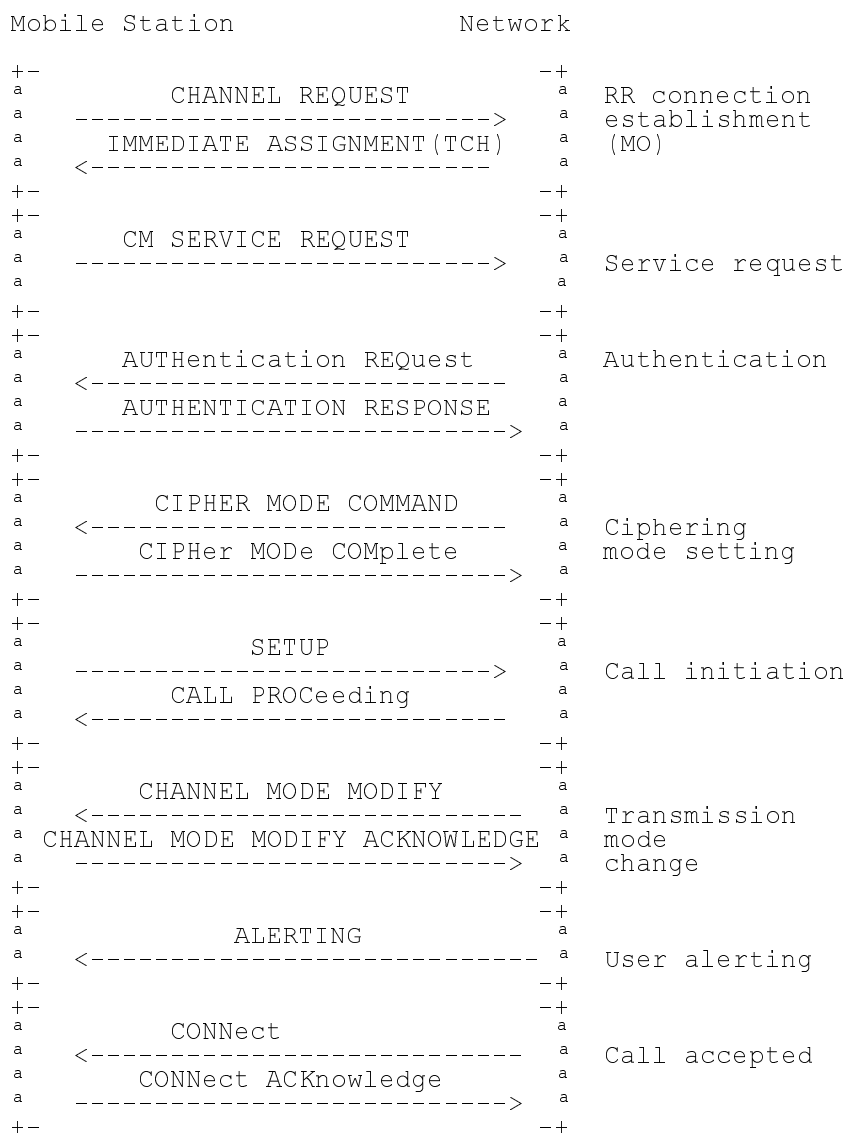 Mobile Station                Network
+-                               -+
a         CHANNEL REQUEST         a  RR connection
a   -------------------------->   a  establishment
a     IMMEDIATE ASSIGNMENT(TCH)   a  (MO)
a   <-------------------------    a
+-                               -+
+-                               -+
a      CM SERVICE REQUEST         a
a   -------------------------->   a  Service request
a                                 a
+-                               -+
+-                               -+
a      AUTHentication REQuest     a  Authentication
a   <--------------------------   a
a      AUTHENTICATION RESPONSE    a
a   --------------------------->  a
+-                               -+
+-                               -+
a        CIPHER MODE COMMAND      a
a   <--------------------------   a  Ciphering
a       CIPHer MODe COMplete      a  mode setting
a   --------------------------->  a
+-                               -+
+-                               -+
a              SETUP              a
a   -------------------------->   a  Call initiation
a         CALL PROCeeding         a
a   <--------------------------   a
+-                               -+
+-                               -+
a       CHANNEL MODE MODIFY       a
a   <---------------------------  a  Transmission
a CHANNEL MODE MODIFY ACKNOWLEDGE a  mode
a   --------------------------->  a  change
+-                               -+
+-                               -+
a             ALERTING            a
a   <---------------------------- a  User alerting
+-                               -+
+-                               -+
a         CONNect                 a
a   <---------------------------  a  Call accepted
a       CONNect ACKnowledge       a
a   --------------------------->  a
+-                               -+